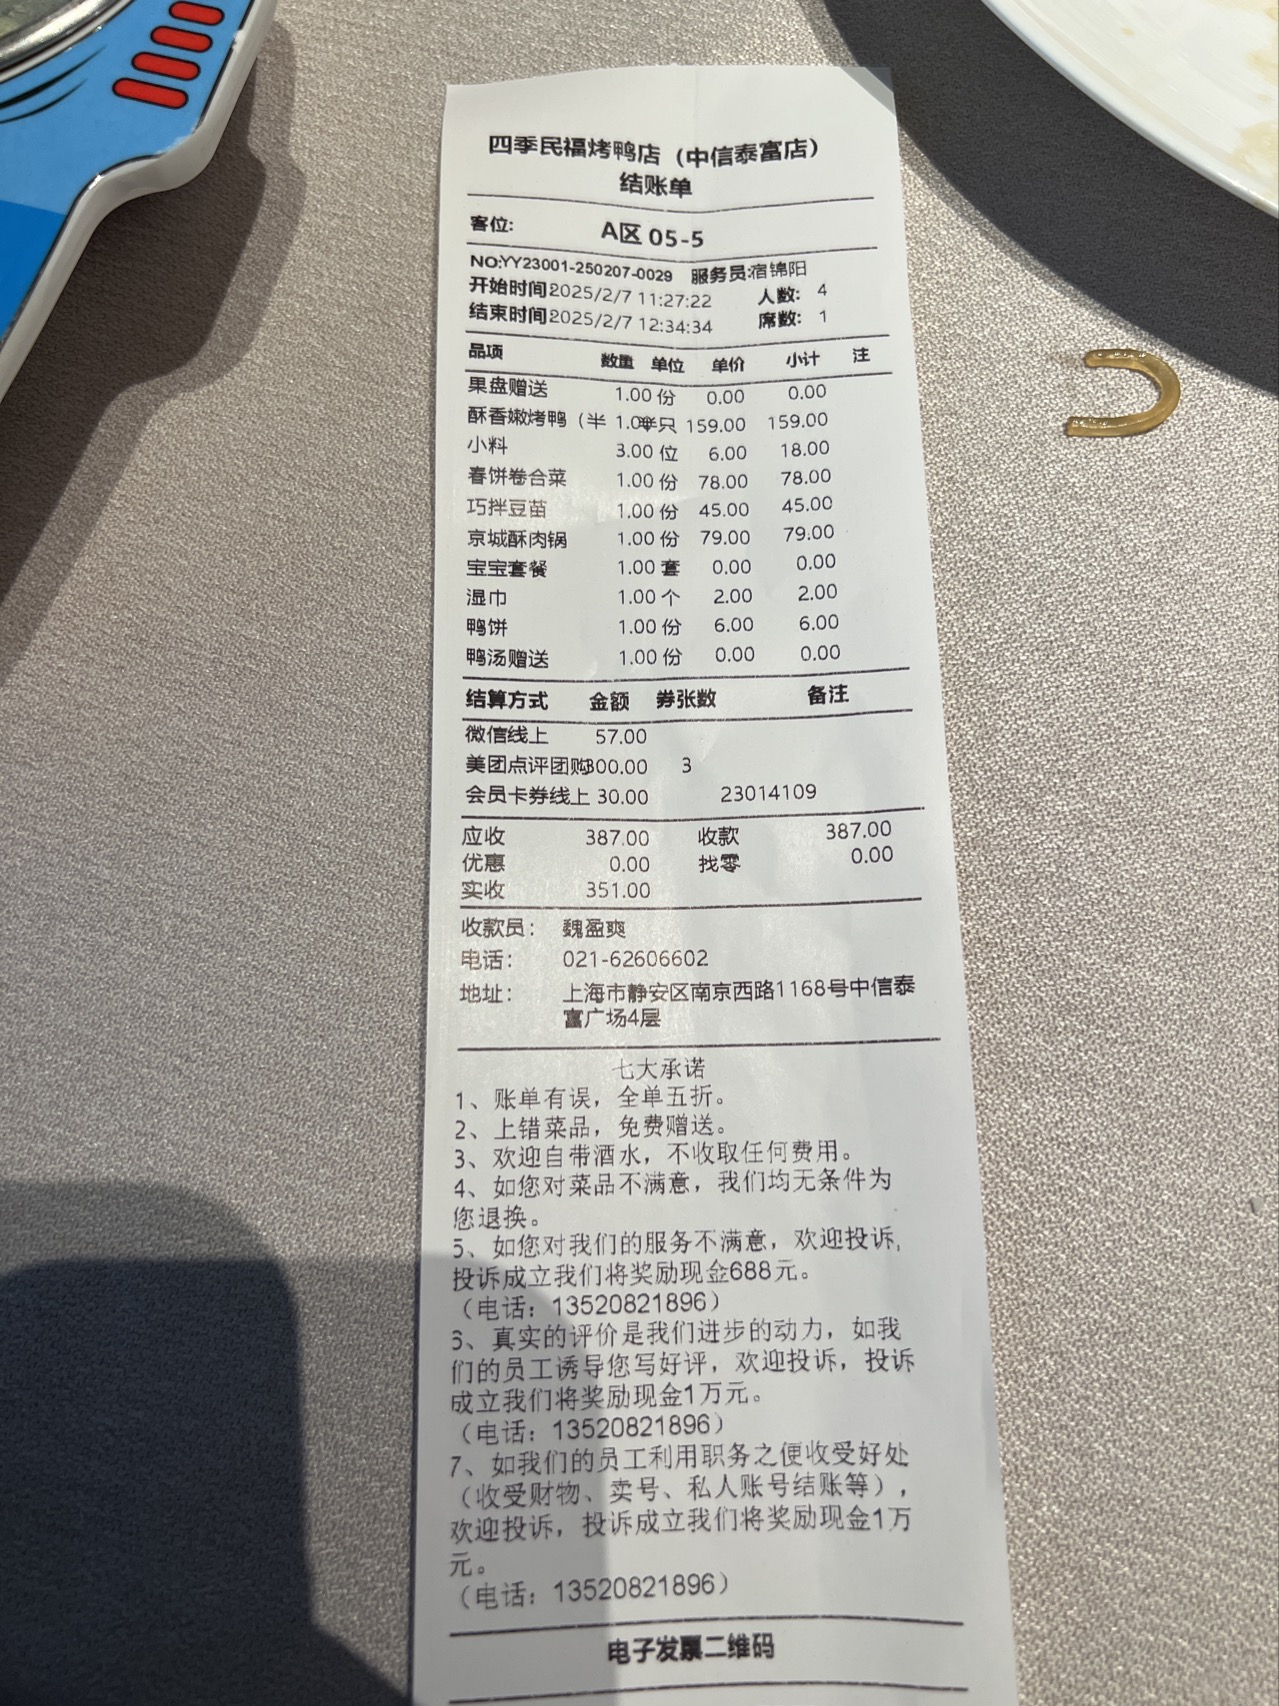 四季民福烤鸭店（中信泰富店）
结账单
客位: A区 05-5
NO:YY23001-250207-0029 服务员:宿锦阳
开始时间2025/2/7 11:27:22 人数: 4
结束时间2025/2/7 12:34:34 席数: 1
品项 数量 单位 单价 小计 注
果盘赠送 1.00 份 0.00 0.00
酥香嫩烤鸭（半 1.00半只 159.00 159.00
小料 3.00 位 6.00 18.00
春饼卷合菜 1.00 份 78.00 78.00
巧拌豆苗 1.00 份 45.00 45.00
京城酥肉锅 1.00 份 79.00 79.00
宝宝套餐 1.00 套 0.00 0.00
湿巾 1.00 个 2.00 2.00
鸭饼 1.00 份 6.00 6.00
鸭汤赠送 1.00 份 0.00 0.00
结算方式 金额 券张数 备注
微信线上 57.00
美团点评团购300.00 3
会员卡券线上 30.00 23014109
应收 387.00 收款 387.00
优惠 0.00 找零 0.00
实收 351.00
收款员: 魏盈爽
电话: 021-62606602
地址: 上海市静安区南京西路1168号中信泰
富广场4层
七大承诺
1、账单有误，全单五折。
2、上错菜品，免费赠送。
3、欢迎自带酒水，不收取任何费用。
4、如您对菜品不满意，我们均无条件为
您退换。
5、如您对我们的服务不满意，欢迎投诉,
投诉成立我们将奖励现金688元。
（电话：13520821896）
6、真实的评价是我们进步的动力，如我
们的员工诱导您写好评，欢迎投诉，投诉
成立我们将奖励现金1万元。
（电话：13520821896）
7、如我们的员工利用职务之便收受好处
（收受财物、卖号、私人账号结账等），
欢迎投诉，投诉成立我们将奖励现金1万
元。
（电话：13520821896）
电子发票二维码